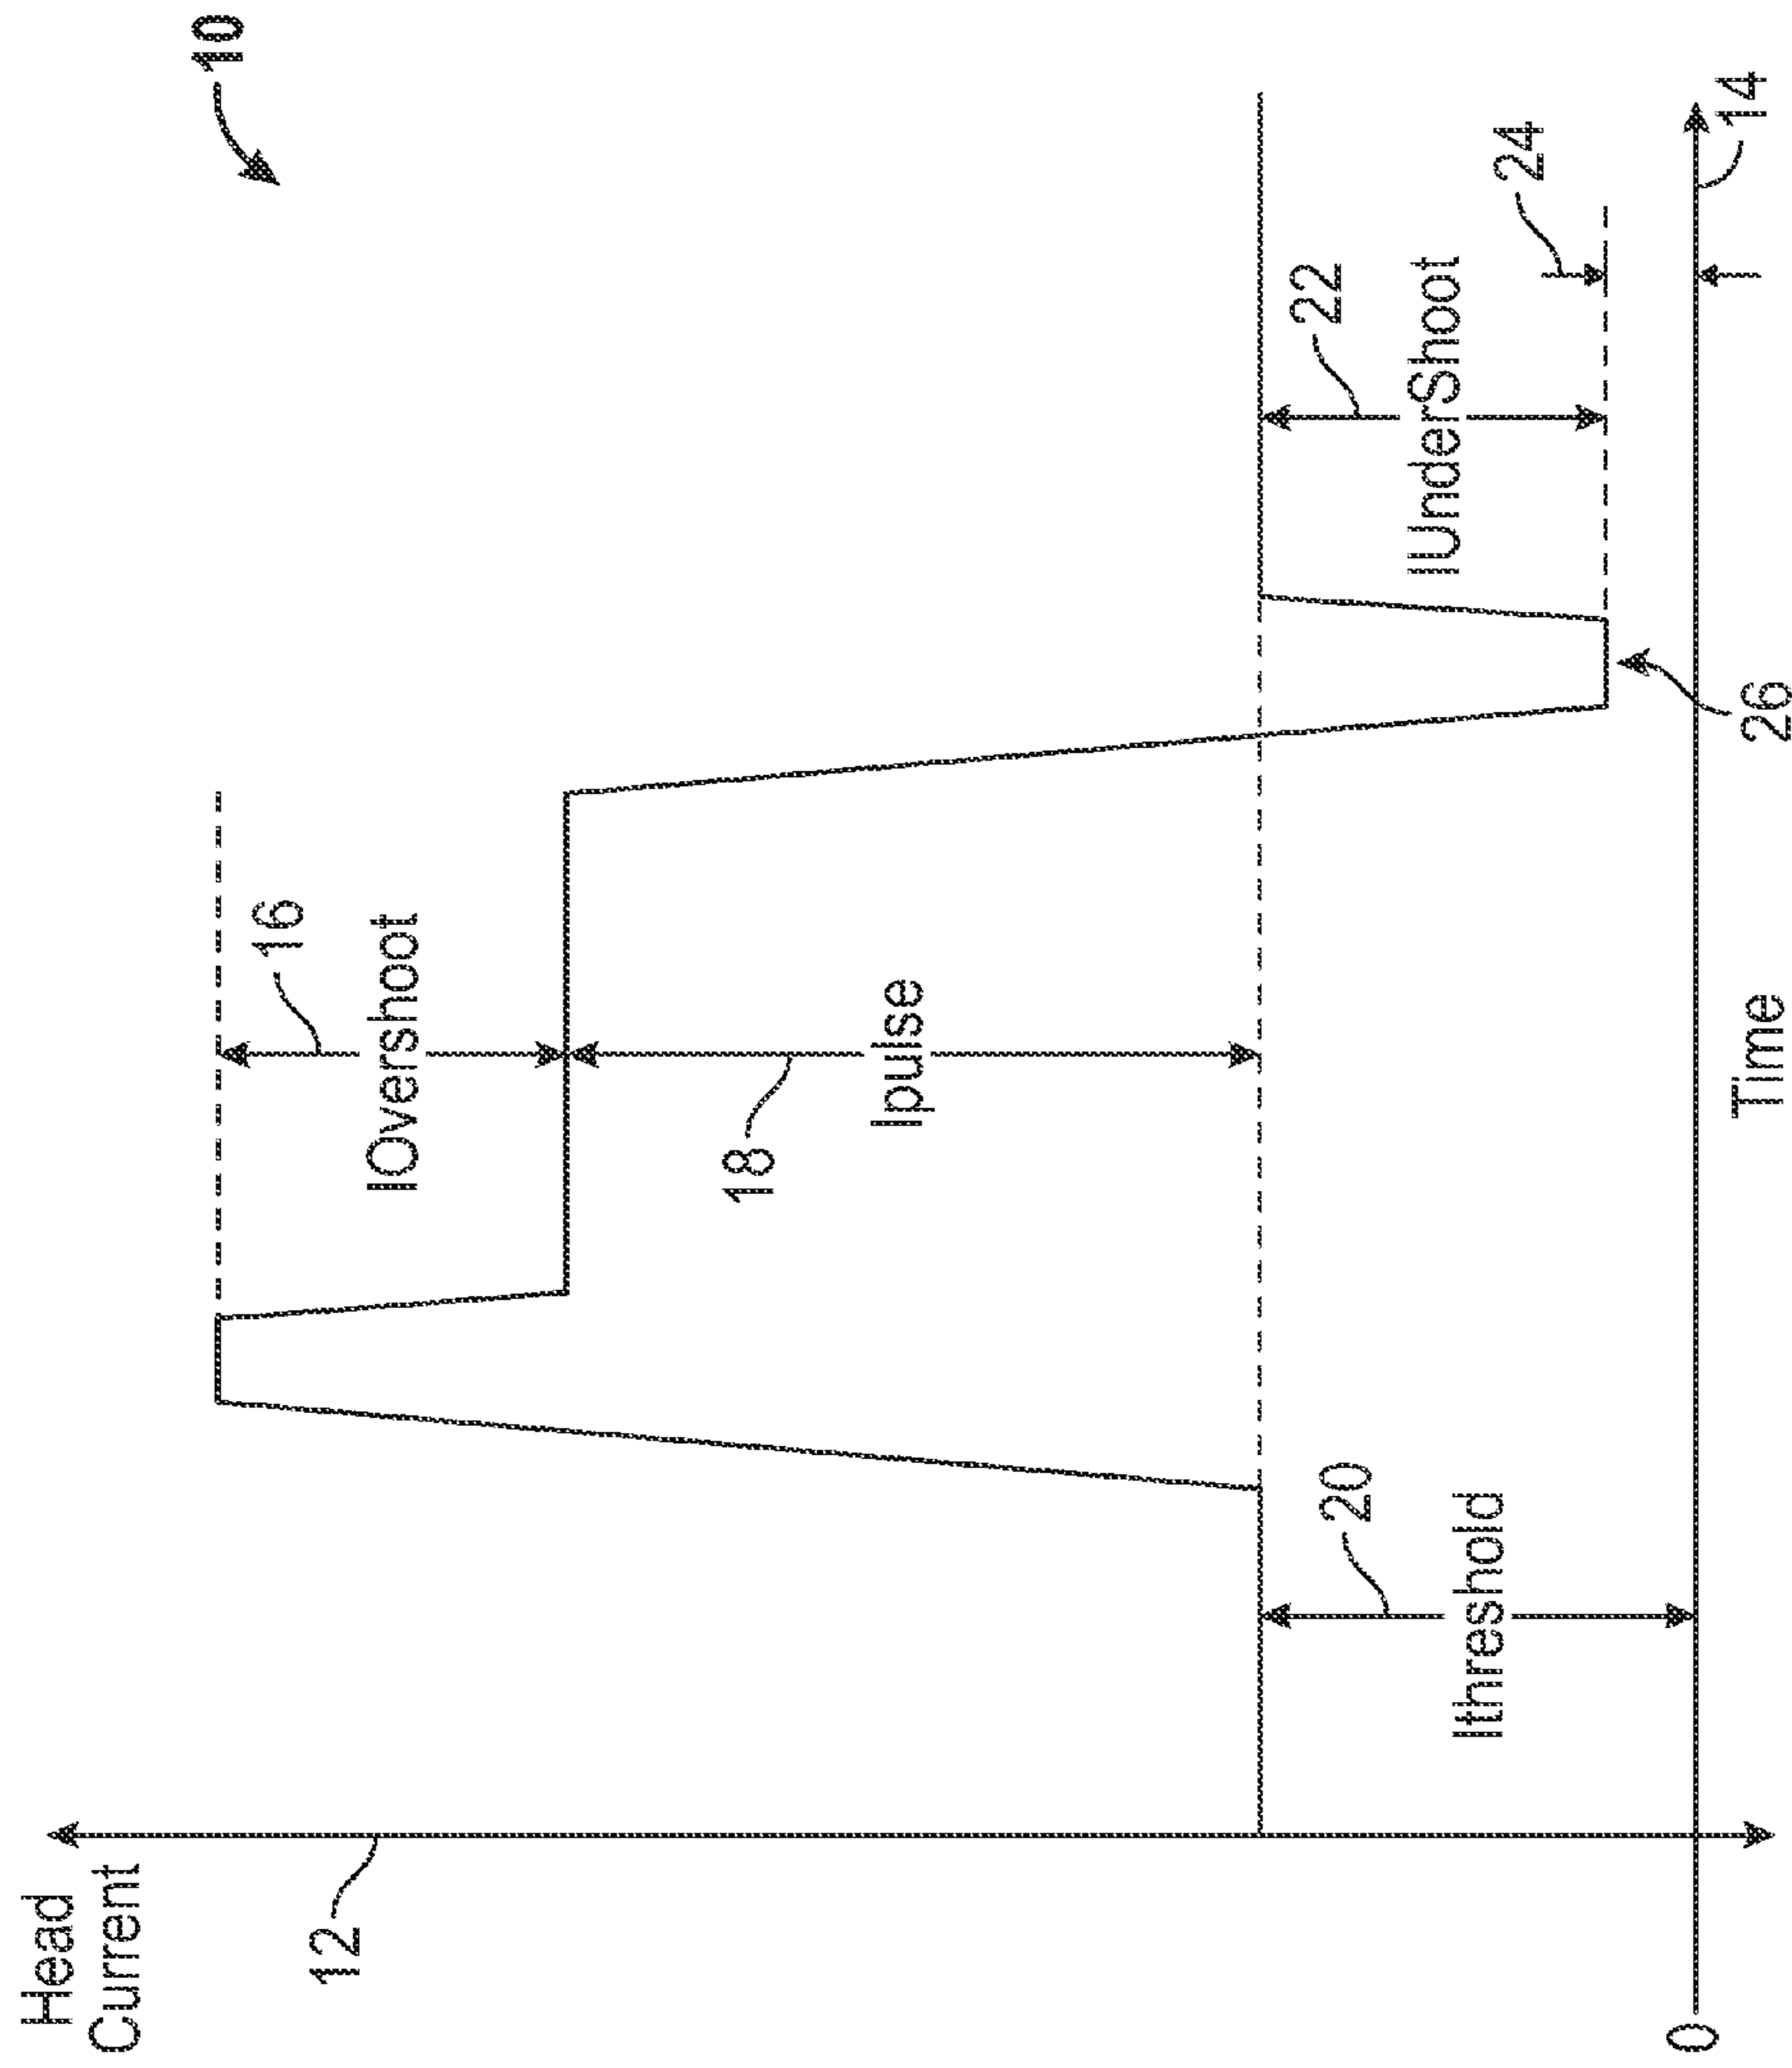 10
Head
Current
12
16
IOvershoot
18
Ipulse
20
Ithreshold
22
IUnderShoot
24
14
26
Time
0